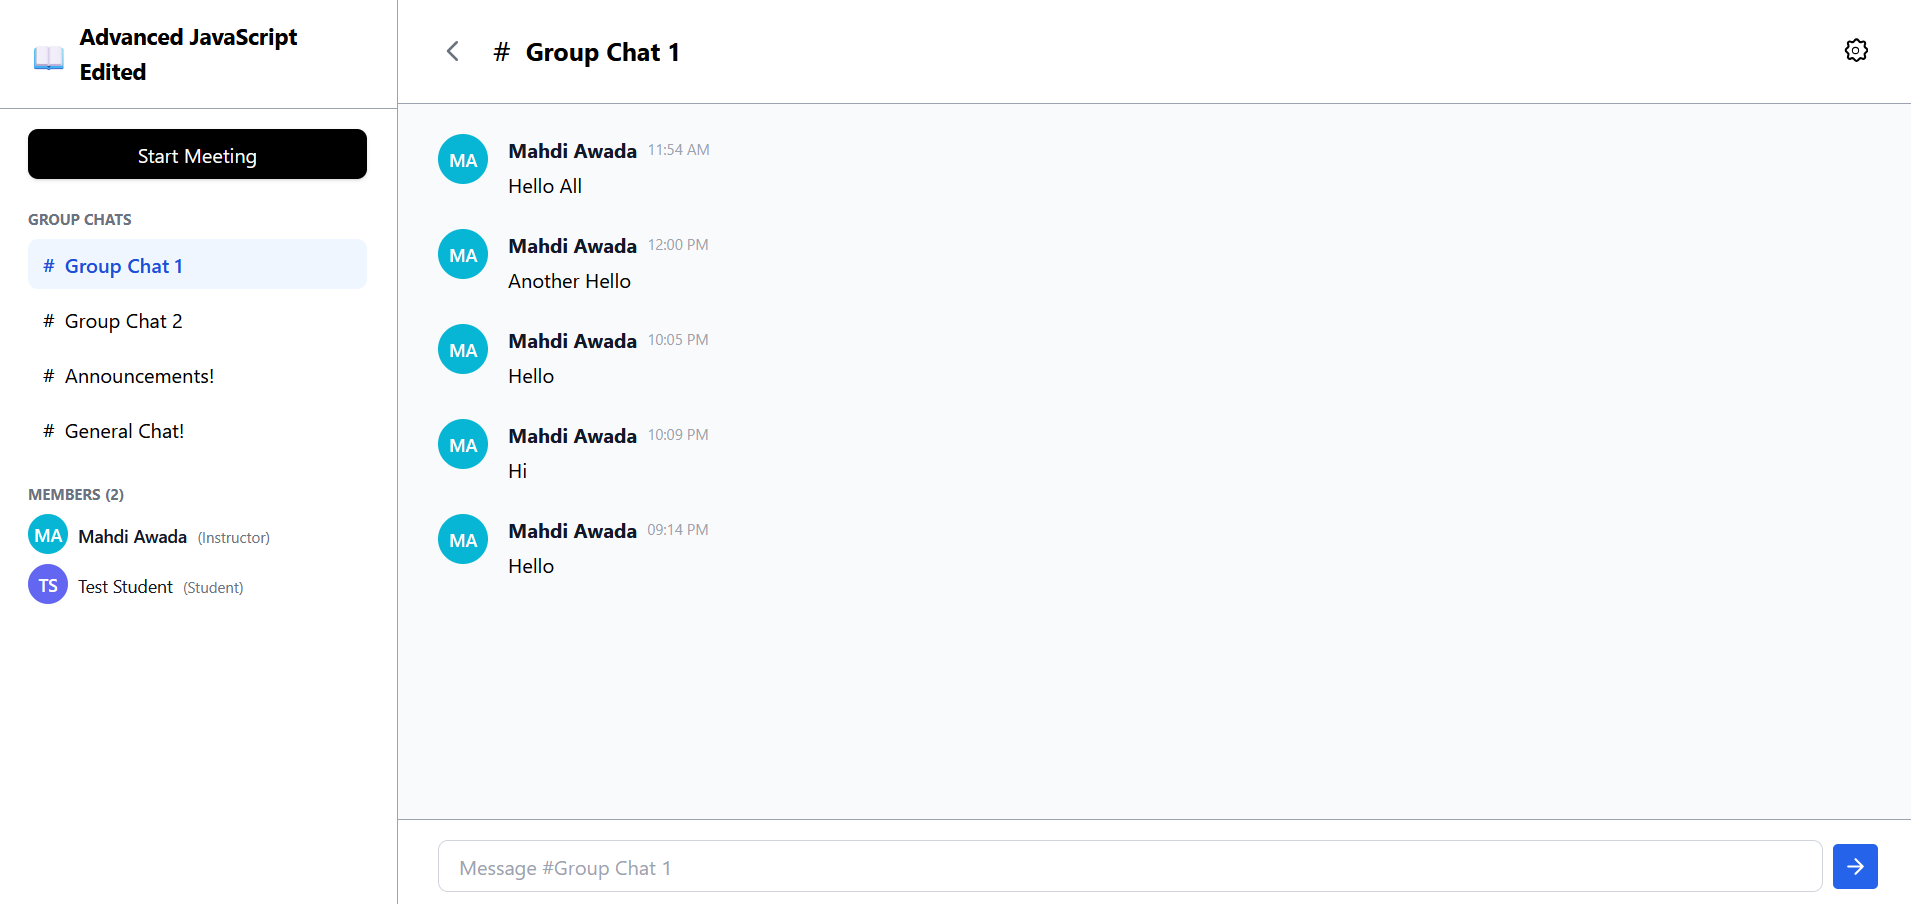 Advanced JavaScript
Edited
Start Meeting
GROUP CHATS
# Group Chat 1
# Group Chat 2
# Announcements!
# General Chat!
MEMBERS (2)
MA Mahdi Awada (Instructor)
TS Test Student (Student)
# Group Chat 1
MA Mahdi Awada 11:54 AM
Hello All
MA Mahdi Awada 12:00 PM
Another Hello
MA Mahdi Awada 10:05 PM
Hello
MA Mahdi Awada 10:09 PM
Hi
MA Mahdi Awada 09:14 PM
Hello
Message #Group Chat 1